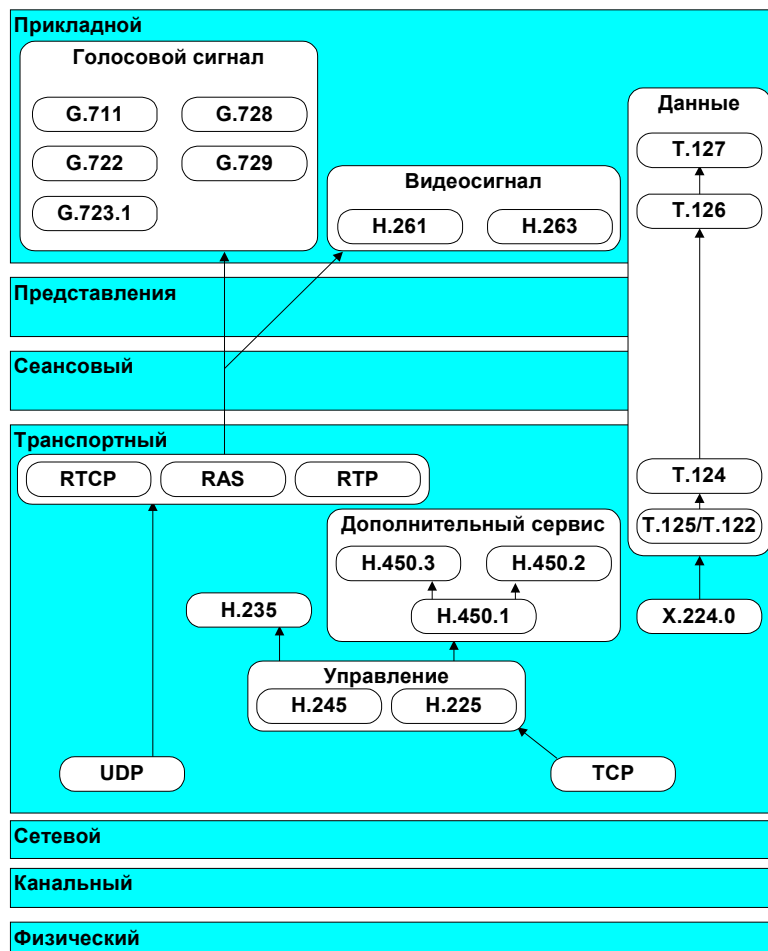 Прикладной
Голосовой сигнал
G.711
G.728
G.722
G.729
G.723.1
Видеосигнал
H.261
H.263
Данные
T.127
T.126
Представления
Сеансовый
Транспортный
RTCP
RAS
RTP
T.124
T.125/T.122
Дополнительный сервис
H.450.3
H.450.2
H.235
H.450.1
X.224.0
Управление
H.245
H.225
UDP
TCP
Сетевой
Канальный
Физический